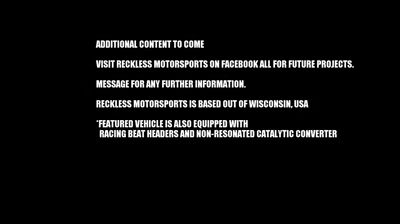 ADDITIONAL CONTENT TO COME
VISIT RECKLESS MOTORSPORTS ON FACEBOOK ALL FOR FUTURE PROJECTS.
MESSAGE FOR ANY FURTHER INFORMATION.
RECKLESS MOTORSPORTS IS BASED OUT OF WISCONSIN, USA
*FEATURED VEHICLE IS ALSO EQUIPPED WITH
RACING BEAT HEADERS AND NON-RESONATED CATALYTIC CONVERTER